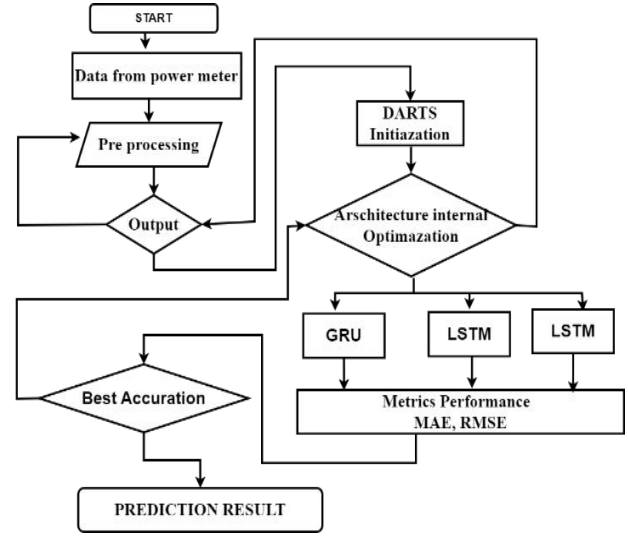 START
Data from power meter
Pre processing
Output
DARTS
Initiazation
Arschitecture internal
Optimazation
GRU
LSTM
LSTM
Metrics Performance
MAE, RMSE
Best Accuration
PREDICTION RESULT